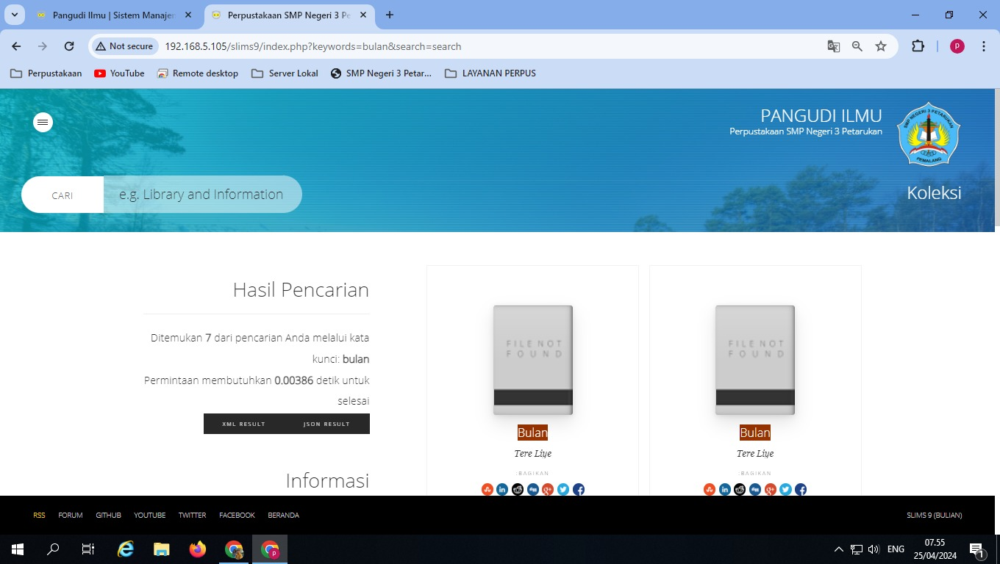 Pangudi Ilmu | Sistem Manajen
Perpustakaan SMP Negeri 3 Pe
Not secure
192.168.5.105/slims9/index.php?keywords=bulan&search=search
P
Perpustakaan
YouTube
Remote desktop
Server Lokal
SMP Negeri 3 Petar...
LAYANAN PERPUS
PANGUDI ILMU
Perpustakaan SMP Negeri 3 Petarukan
SMP NEGERI 3 PETARUKAN
PEMALANG
CARI
e.g. Library and Information
Koleksi
Hasil Pencarian
Ditemukan 7 dari pencarian Anda melalui kata
kunci: bulan
Permintaan membutuhkan 0.00386 detik untuk
selesai
XML RESULT
JSON RESULT
Informasi
FILE NOT
FOUND
Bulan
Tere Liye
:BAGIKAN
FILE NOT
FOUND
Bulan
Tere Liye
:BAGIKAN
RSS
FORUM
GITHUB
YOUTUBE
TWITTER
FACEBOOK
BERANDA
SLIMS 9 (BULIAN)
ENG
07.55
25/04/2024
1